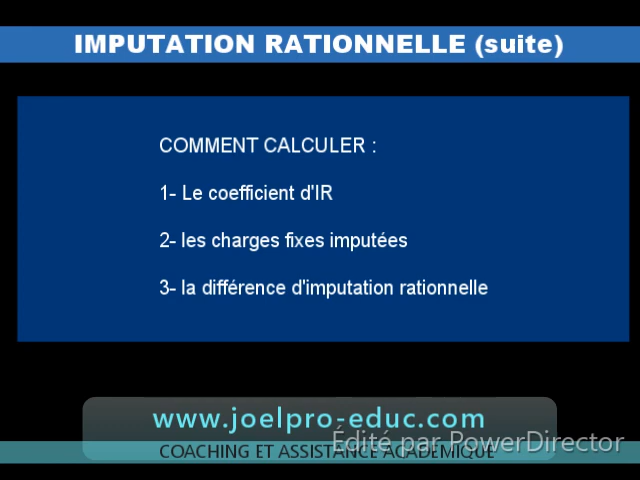 IMPUTATION RATIONNELLE (suite)
COMMENT CALCULER :
1- Le coefficient d'IR
2- les charges fixes imputées
3- la différence d'imputation rationnelle
www.joelpro-educ.com
Édité par PowerDirector
COACHING ET ASSISTANCE ACADEMIQUE